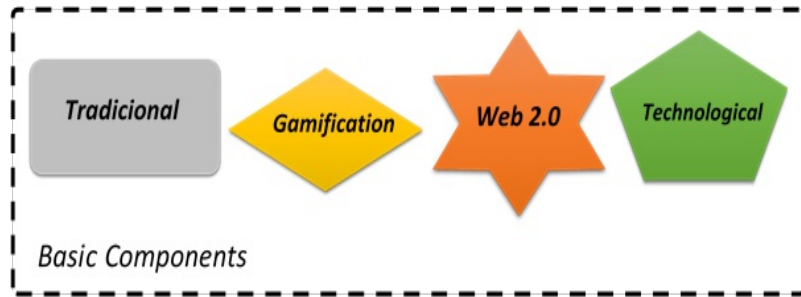 Tradicional
Gamification
Web 2.0
Technological
Basic Components